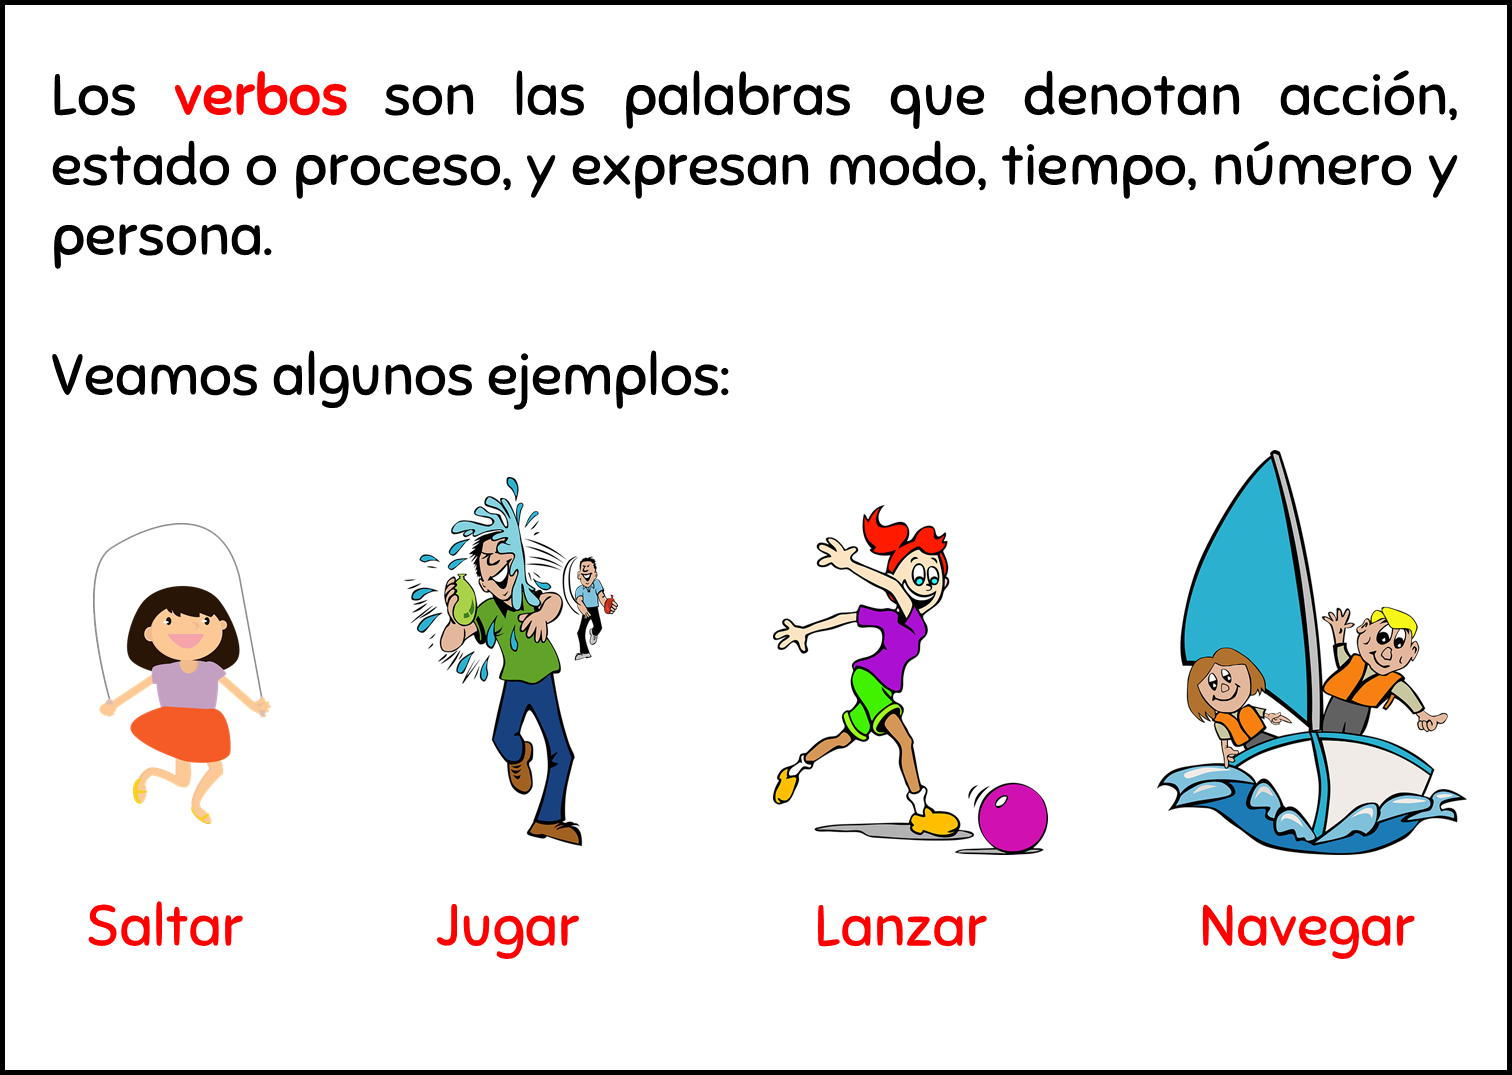 Los verbos son las palabras que denotan acción,
estado o proceso, y expresan modo, tiempo, número y
persona.
Veamos algunos ejemplos:
Saltar Jugar Lanzar Navegar